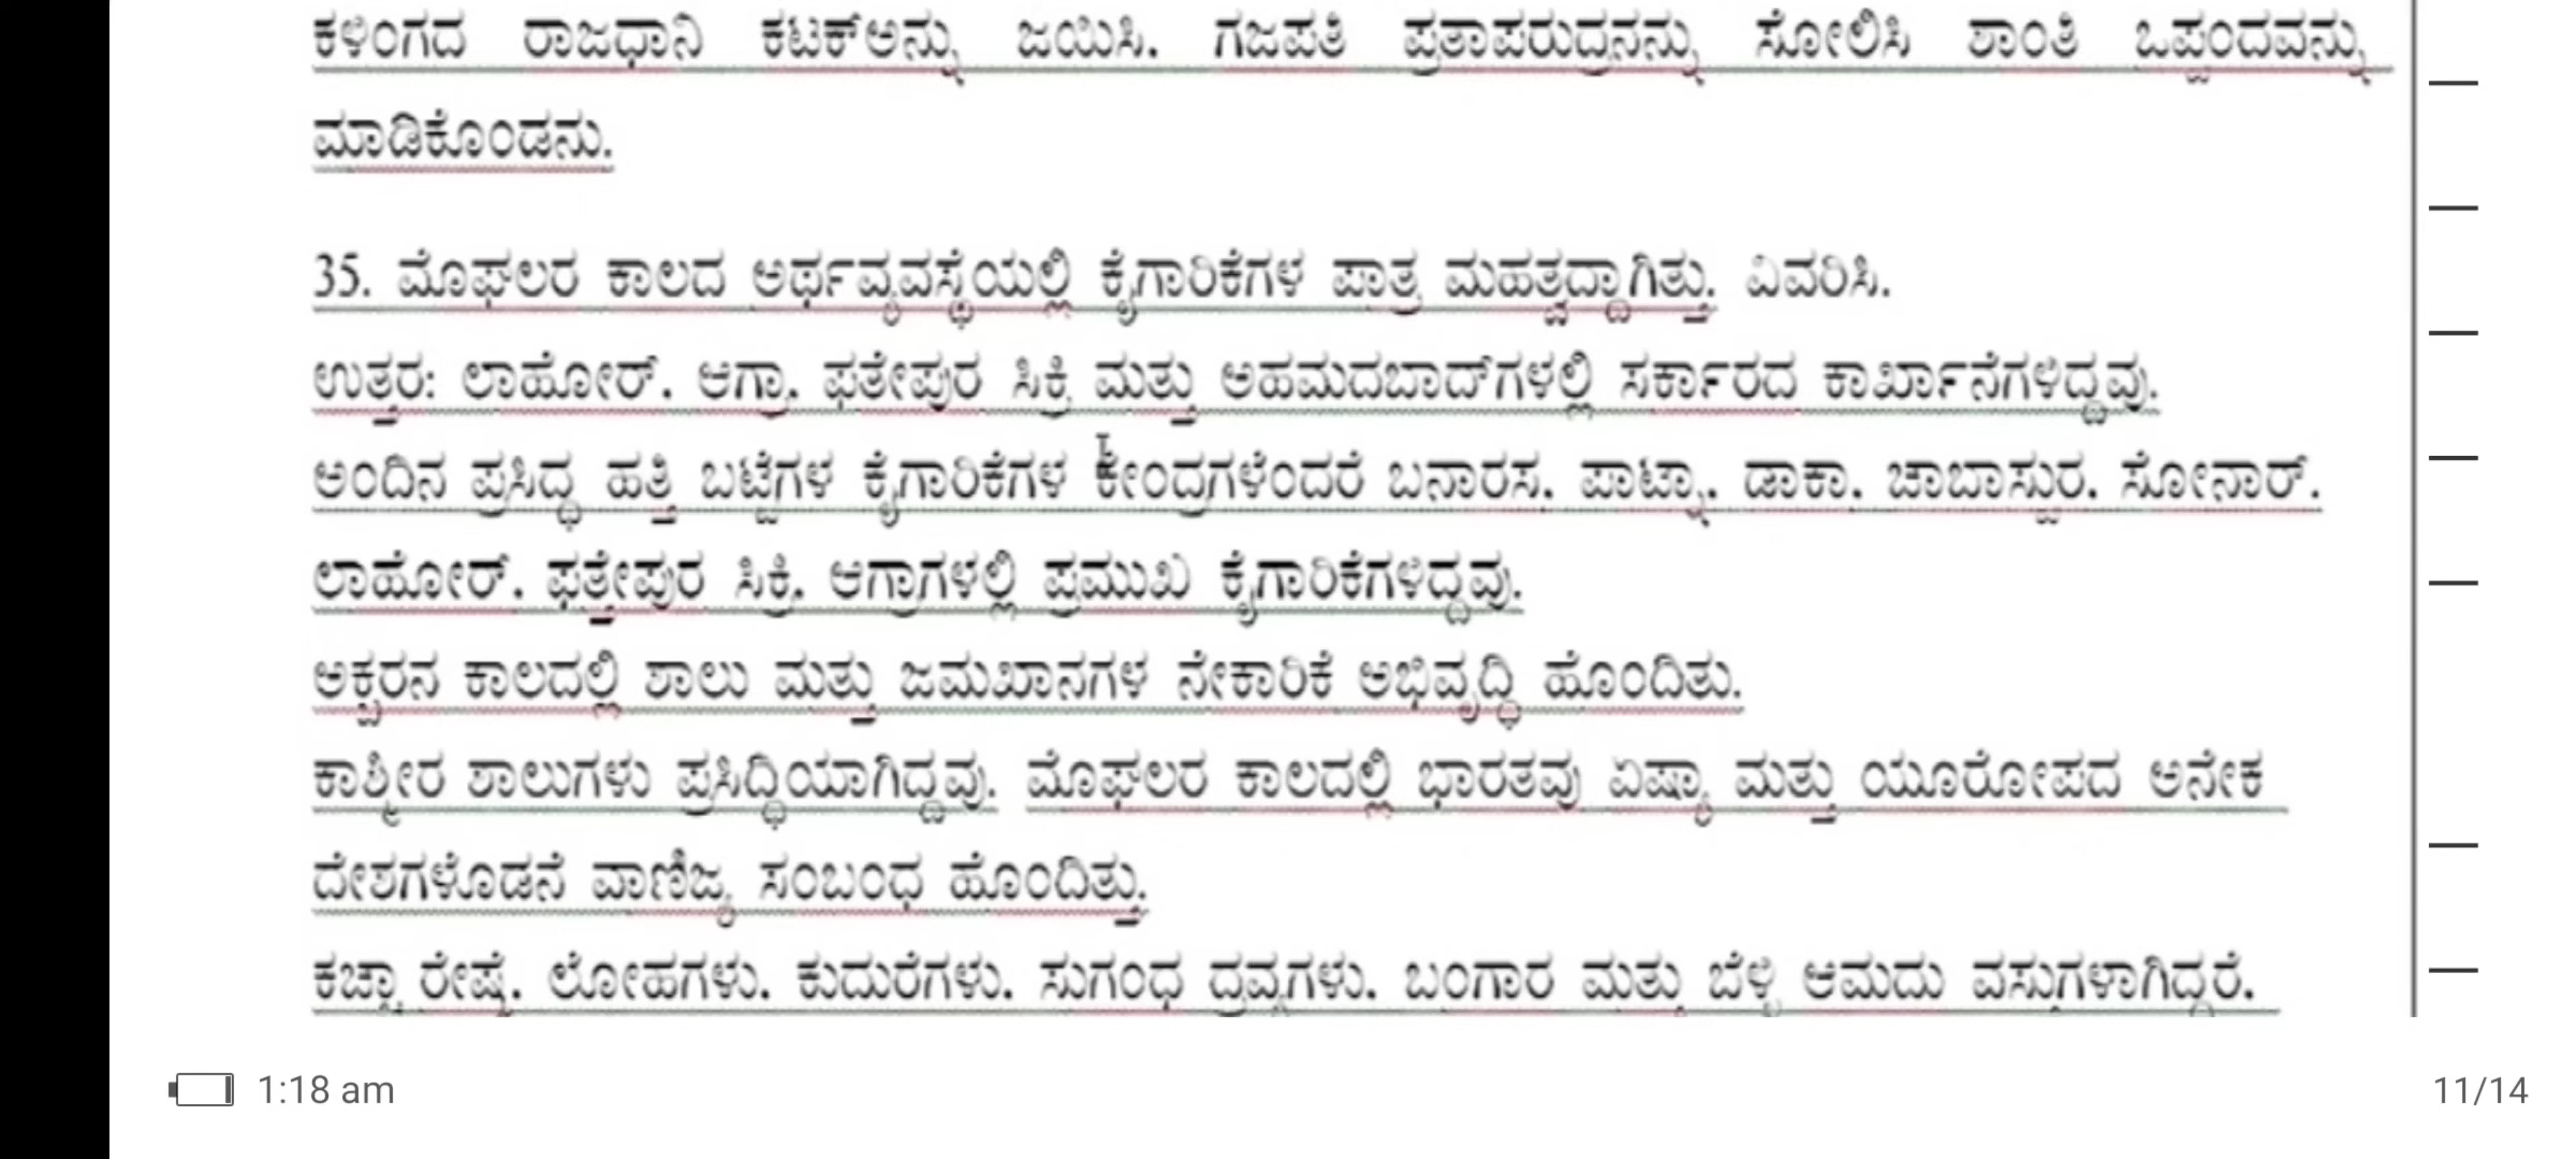 ಕಳಿಂಗದ ರಾಜಧಾನಿ ಕಟಕ್‌ಅನ್ನು ಜಯಿಸಿ. ಗಜಪತಿ ಪ್ರತಾಪರುದ್ರನನ್ನು ಸೋಲಿಸಿ ಶಾಂತಿ ಒಪ್ಪಂದವನ್ನು
ಮಾಡಿಕೊಂಡನು.
35. ಮೊಘಲರ ಕಾಲದ ಅರ್ಥವ್ಯವಸ್ಥೆಯಲ್ಲಿ ಕೈಗಾರಿಕೆಗಳ ಪಾತ್ರ ಮಹತ್ವದ್ದಾಗಿತ್ತು. ವಿವರಿಸಿ.
ಉತ್ತರ: ಲಾಹೋರ್. ಆಗ್ರಾ. ಫತೇಪುರ ಸಿಕ್ರಿ ಮತ್ತು ಅಹಮದಬಾದ್‌ಗಳಲ್ಲಿ ಸರ್ಕಾರದ ಕಾರ್ಖಾನೆಗಳಿದ್ದವು.
ಅಂದಿನ ಪ್ರಸಿದ್ಧ ಹತ್ತಿ ಬಟ್ಟೆಗಳ ಕೈಗಾರಿಕೆಗಳ ಕೇಂದ್ರಗಳೆಂದರೆ ಬನಾರಸ. ಪಾಟ್ನಾ. ಡಾಕಾ. ಚಾಬಾಸ್ಪುರ. ಸೋನಾರ್.
ಲಾಹೋರ್. ಫತ್ತೇಪುರ ಸಿಕ್ರಿ. ಆಗ್ರಾಗಳಲ್ಲಿ ಪ್ರಮುಖ ಕೈಗಾರಿಕೆಗಳಿದ್ದವು.
ಅಕ್ಬರನ ಕಾಲದಲ್ಲಿ ಶಾಲು ಮತ್ತು ಜಮಖಾನಗಳ ನೇಕಾರಿಕೆ ಅಭಿವೃದ್ಧಿ ಹೊಂದಿತು.
ಕಾಶ್ಮೀರ ಶಾಲುಗಳು ಪ್ರಸಿದ್ಧಿಯಾಗಿದ್ದವು. ಮೊಘಲರ ಕಾಲದಲ್ಲಿ ಭಾರತವು ಏಷ್ಯಾ ಮತ್ತು ಯೂರೋಪದ ಅನೇಕ
ದೇಶಗಳೊಡನೆ ವಾಣಿಜ್ಯ ಸಂಬಂಧ ಹೊಂದಿತ್ತು.
ಕಚ್ಚಾ ರೇಷ್ಮೆ. ಲೋಹಗಳು. ಕುದುರೆಗಳು. ಸುಗಂಧ ದ್ರವ್ಯಗಳು. ಬಂಗಾರ ಮತ್ತು ಬೆಳ್ಳಿ ಆಮದು ವಸ್ತುಗಳಾಗಿದ್ದರೆ.
1:18 am
11/14